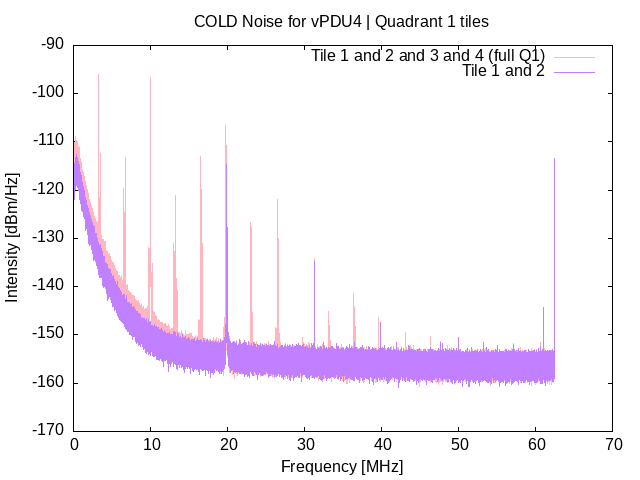 COLD Noise for vPDU4 | Quadrant 1 tiles
Tile 1 and 2 and 3 and 4 (full Q1)
Tile 1 and 2
Intensity [dBm/Hz]
-90
-100
-110
-120
-130
-140
-150
-160
-170
0 10 20 30 40 50 60 70
Frequency [MHz]